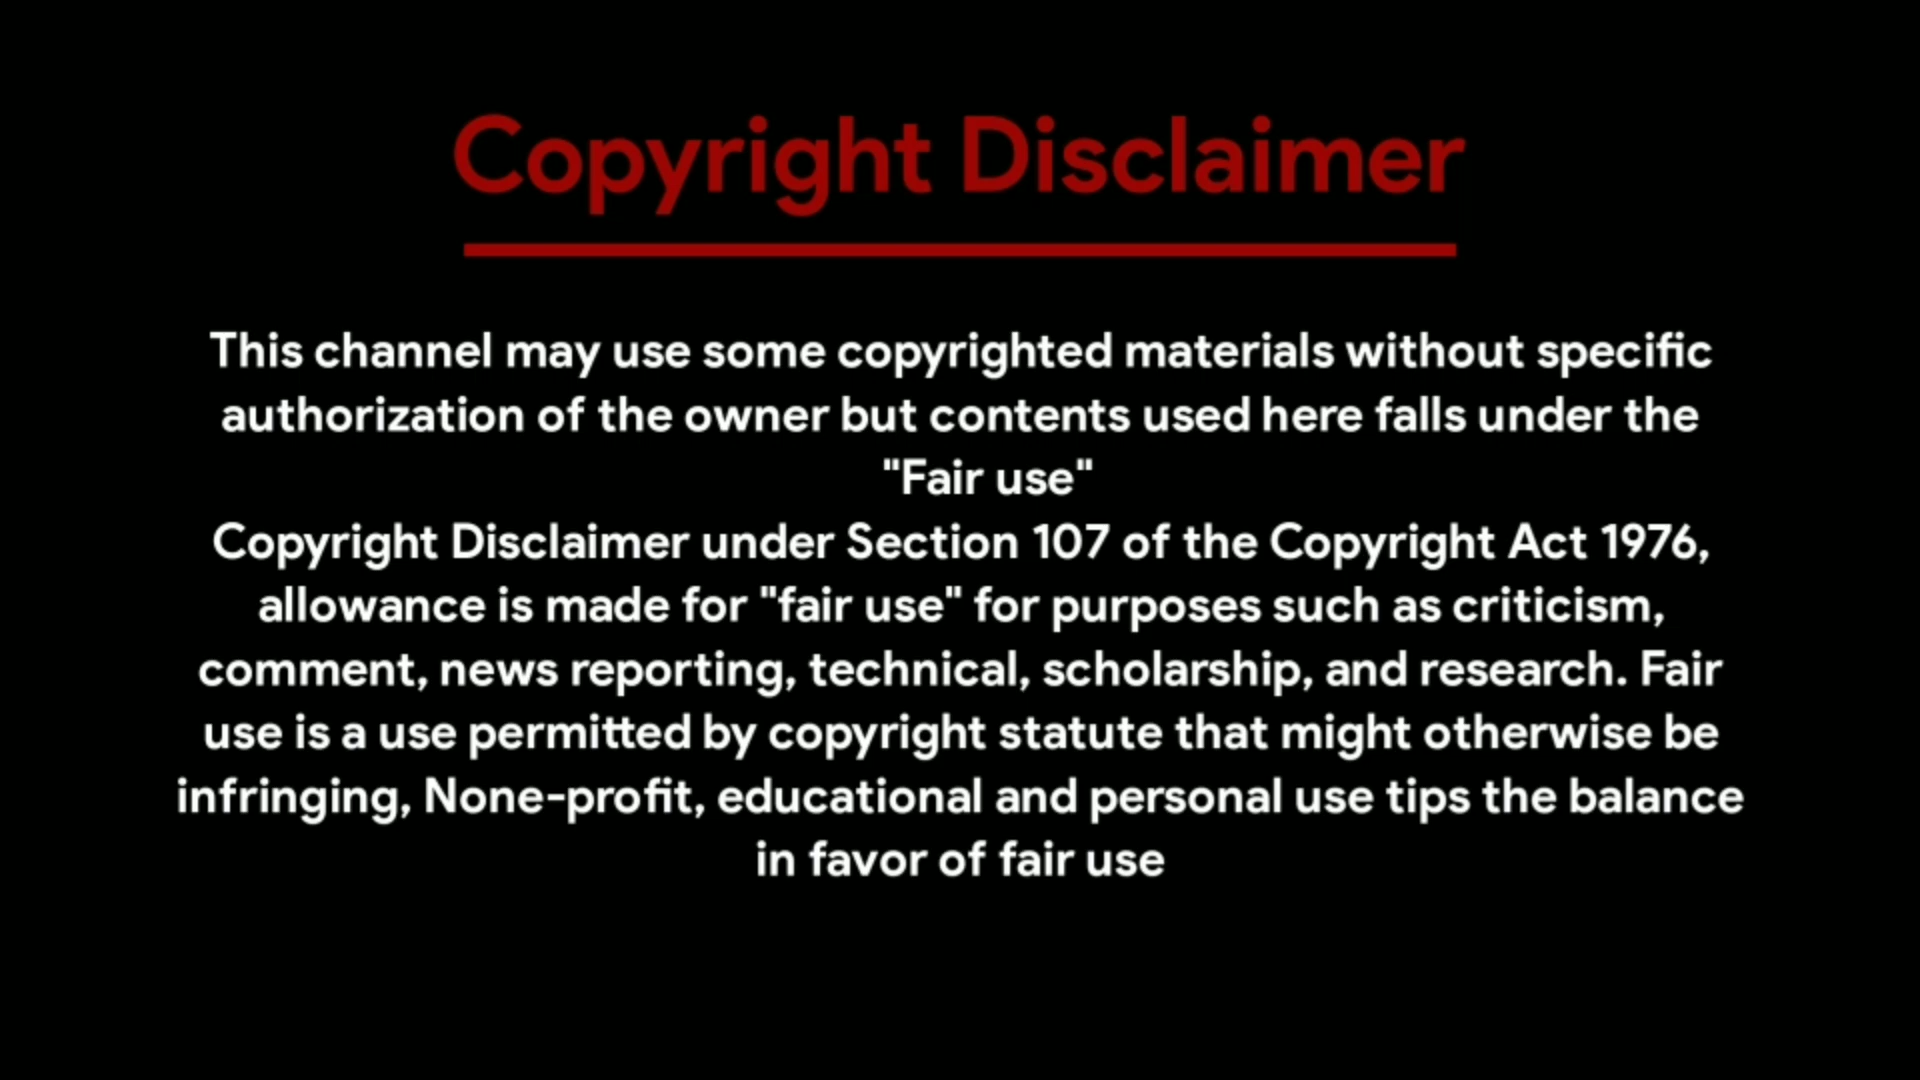 Copyright Disclaimer
This channel may use some copyrighted materials without specific
authorization of the owner but contents used here falls under the
"Fair use"
Copyright Disclaimer under Section 107 of the Copyright Act 1976,
allowance is made for "fair use" for purposes such as criticism,
comment, news reporting, technical, scholarship, and research. Fair
use is a use permitted by copyright statute that might otherwise be
infringing, None-profit, educational and personal use tips the balance
in favor of fair use